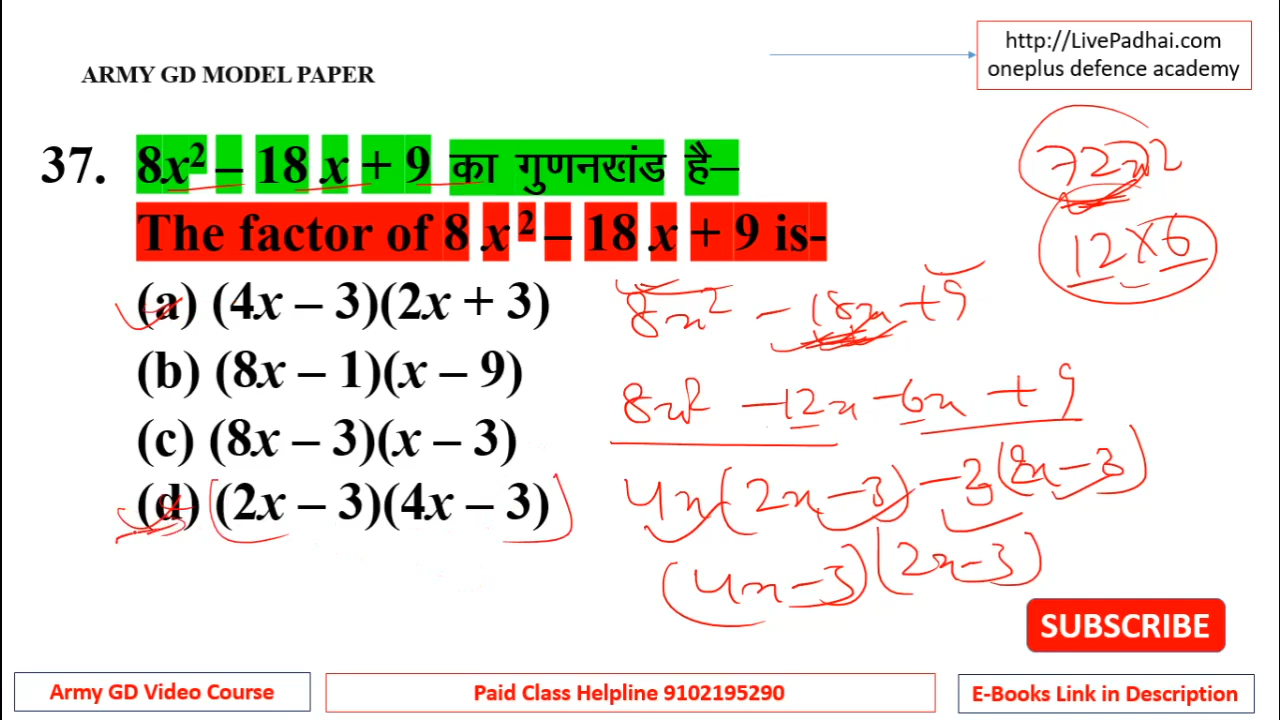 http://LivePadhai.com
oneplus defence academy
ARMY GD MODEL PAPER
37. 8x² – 18 x + 9 का गुणनखंड है–
The factor of 8 x² – 18 x + 9 is-
(a) (4x – 3)(2x + 3)
(b) (8x – 1)(x – 9)
(c) (8x – 3)(x – 3)
(d) (2x – 3)(4x – 3)
72x²
12×6
8x² – 18x + 9
8x² – 12x – 6x + 9
4x(2x – 3) – 3(2x – 3)
(4x – 3)(2x – 3)
SUBSCRIBE
Army GD Video Course
Paid Class Helpline 9102195290
E-Books Link in Description